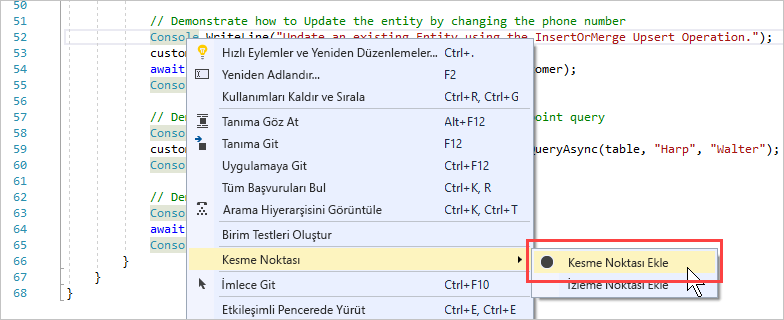 50
51 // Demonstrate how to Update the entity by changing the phone number
52 Console.WriteLine("Update an existing Entity using the InsertOrMerge Upsert Operation.");
53 custom Hızlı Eylemler ve Yeniden Düzenlemeler... Ctrl+.
54 await Yeniden Adlandır... F2 omer);
55 Conso Kullanımları Kaldır ve Sırala Ctrl+R, Ctrl+G
56
57 // De Tanıma Göz At Alt+F12 oint query
58 Conso Tanıma Git F12
59 custom Uygulamaya Git Ctrl+F12 QueryAsync(table, "Harp", "Walter");
60 Conso Tüm Başvuruları Bul Ctrl+K, R
61 Arama Hiyerarşisini Görüntüle Ctrl+K, Ctrl+T
62 // De
63 Conso Birim Testleri Oluştur
64 await
65 Conso Kesme Noktası Kesme Noktası Ekle
66 } İmlece Git Ctrl+F10 İzleme Noktası Ekle
67 }
68 } Etkileşimli Pencerede Yürüt Ctrl+E, Ctrl+E